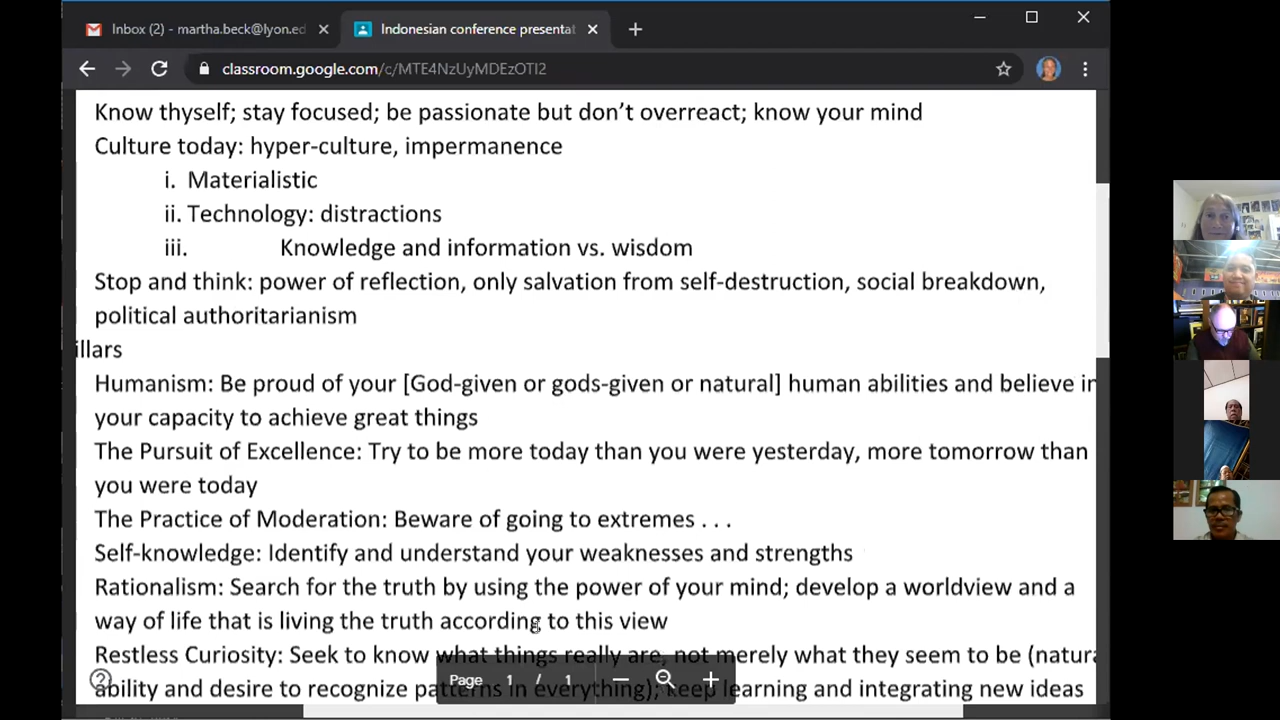 Inbox (2) - martha.beck@lyon.ed
Indonesian conference presentat
classroom.google.com/c/MTE4NzUyMDEzOTI2
Know thyself; stay focused; be passionate but don't overreact; know your mind
Culture today: hyper-culture, impermanence
i. Materialistic
ii. Technology: distractions
iii. Knowledge and information vs. wisdom
Stop and think: power of reflection, only salvation from self-destruction, social breakdown,
political authoritarianism
illars
Humanism: Be proud of your [God-given or gods-given or natural] human abilities and believe in
your capacity to achieve great things
The Pursuit of Excellence: Try to be more today than you were yesterday, more tomorrow than
you were today
The Practice of Moderation: Beware of going to extremes . . .
Self-knowledge: Identify and understand your weaknesses and strengths
Rationalism: Search for the truth by using the power of your mind; develop a worldview and a
way of life that is living the truth according to this view
Restless Curiosity: Seek to know what things really are, not merely what they seem to be (natura
ability and desire to recognize patterns in everything); keep learning and integrating new ideas
Page 1 / 1